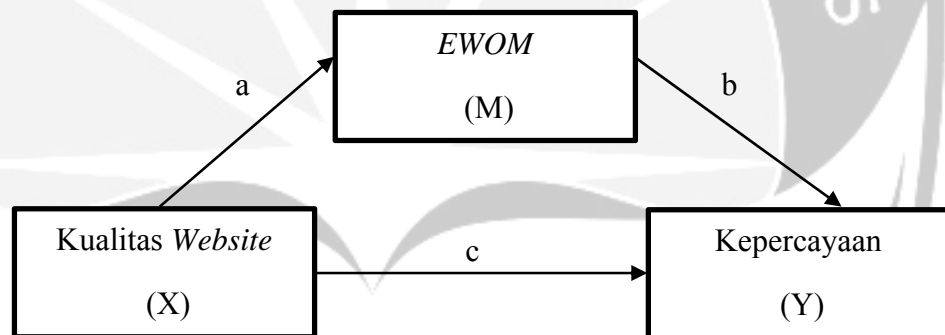 EWOM
(M)
a
b
Kualitas Website
(X)
c
Kepercayaan
(Y)